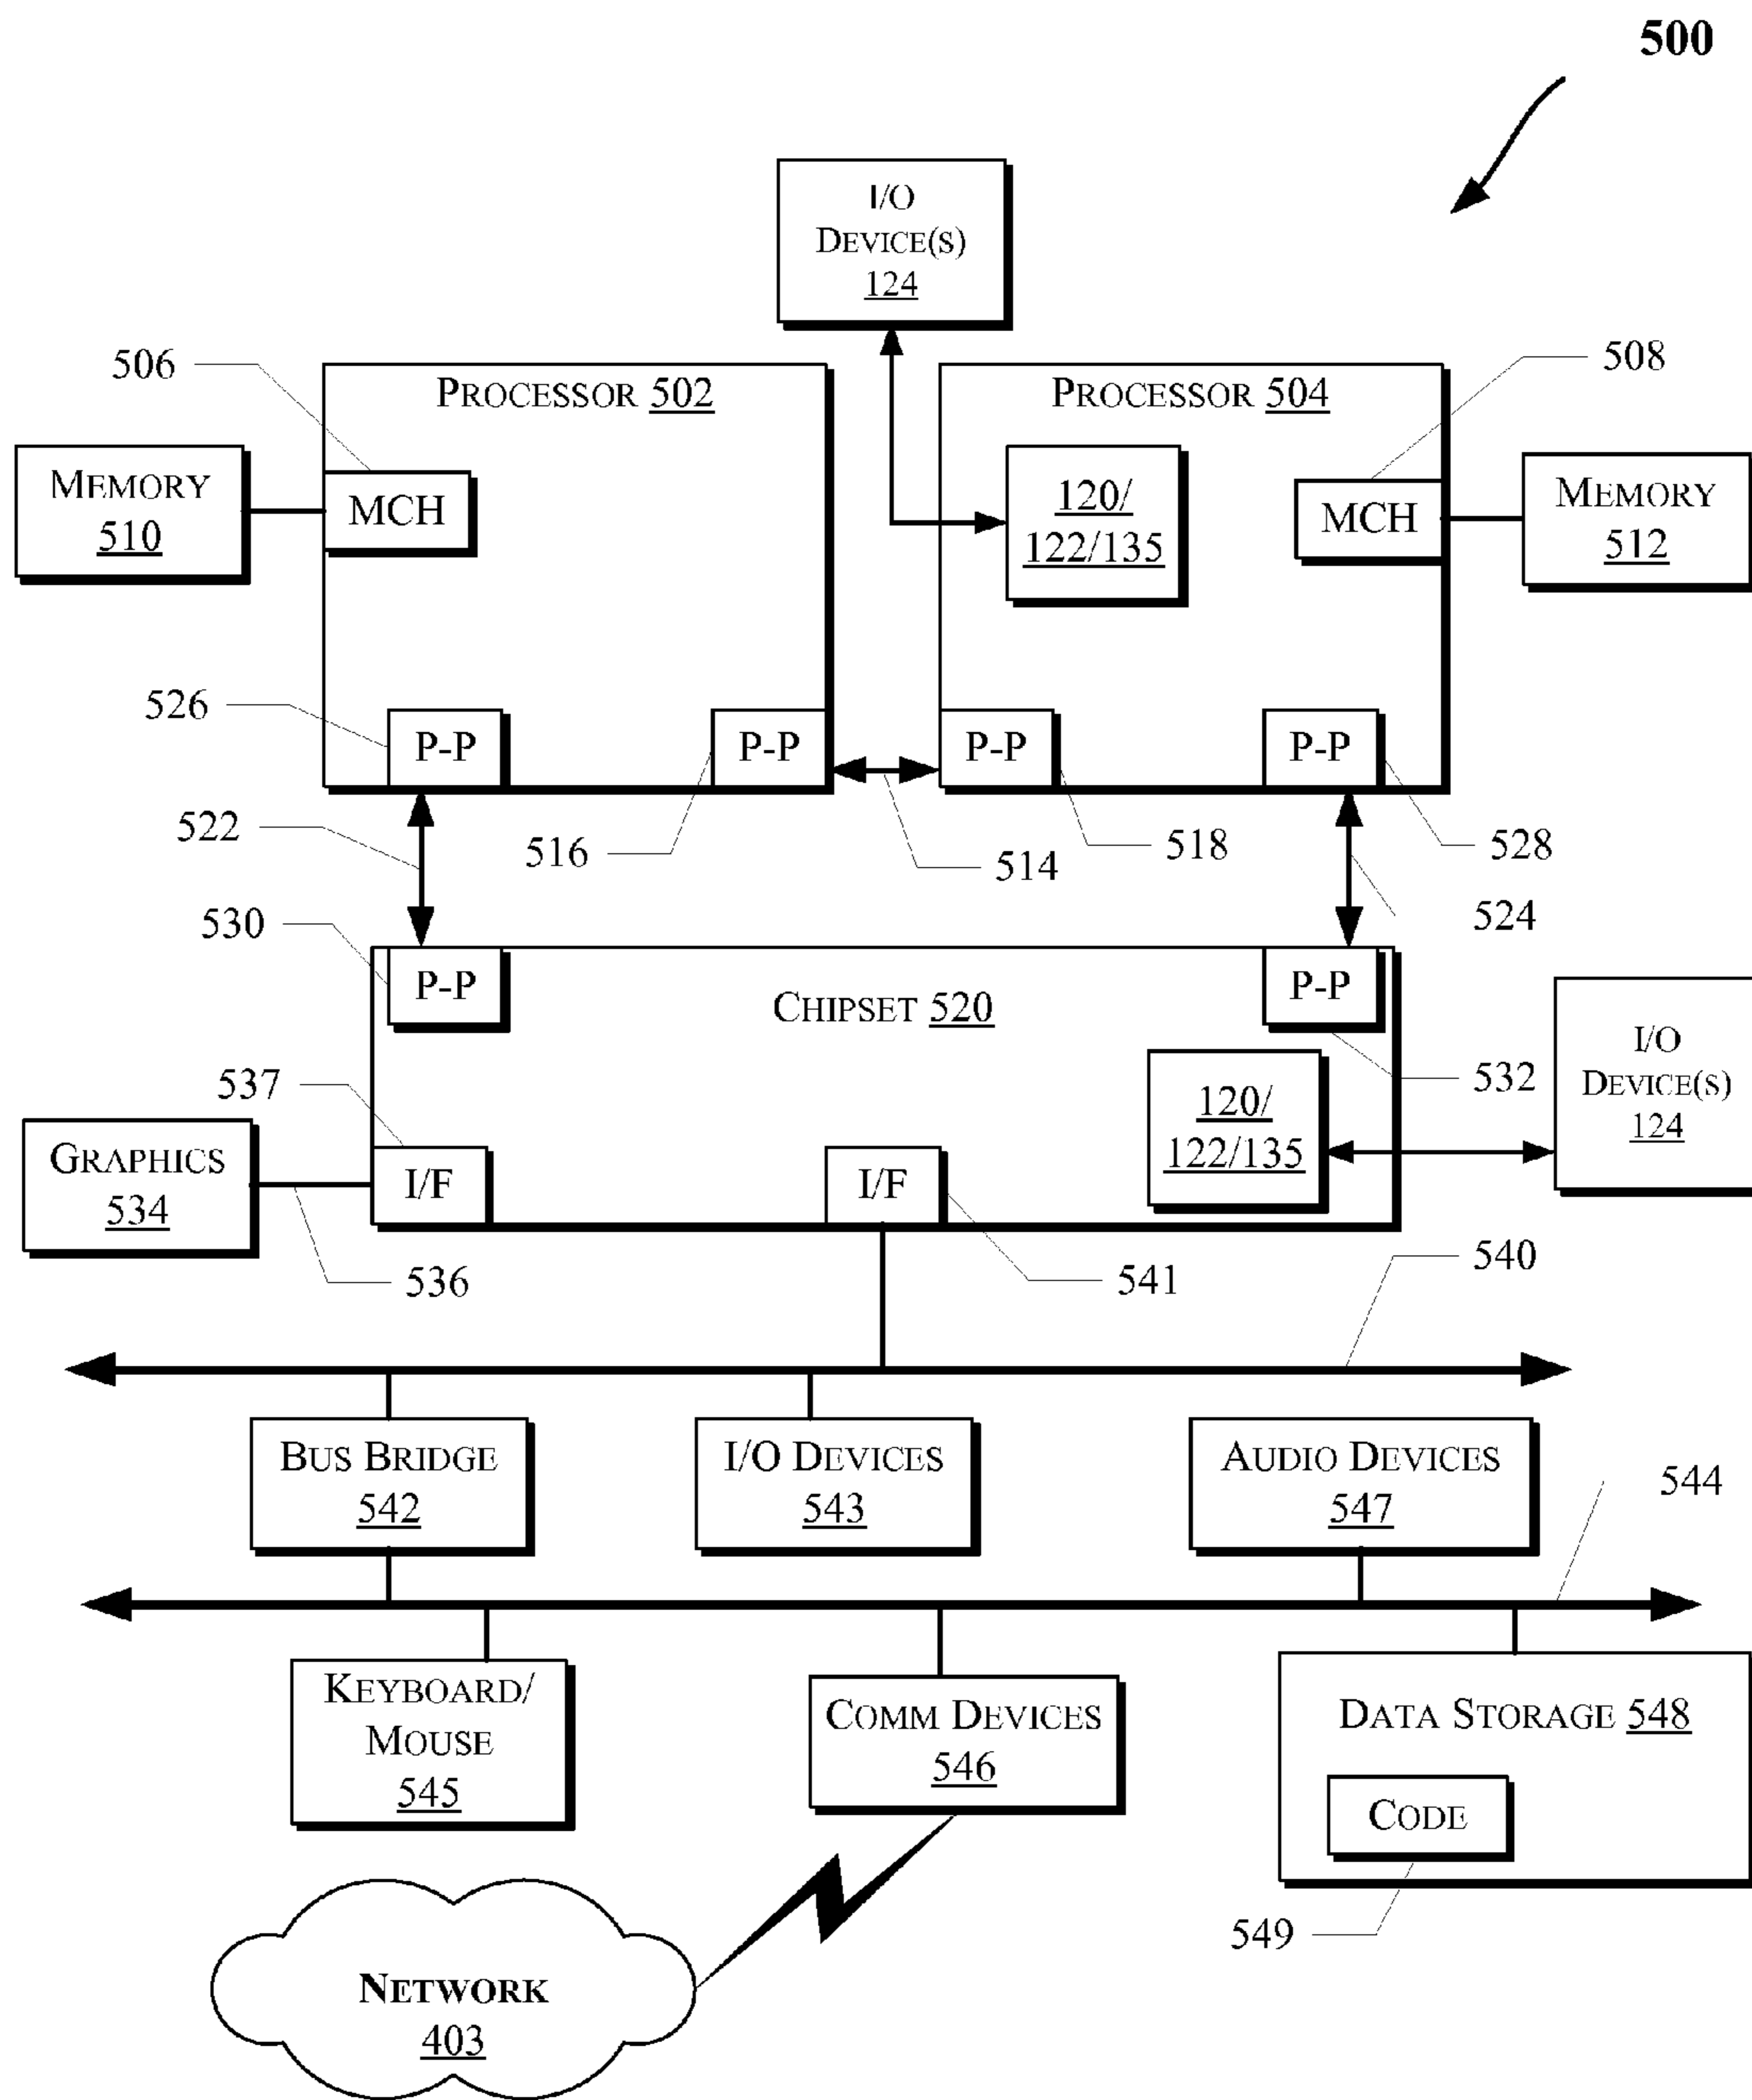 500
I/O
DEVICE(S)
124
506
PROCESSOR 502
PROCESSOR 504
508
MEMORY
510
MCH
120/
122/135
MCH
MEMORY
512
526
P-P
P-P
P-P
P-P
522
516
514
518
528
530
524
P-P
CHIPSET 520
P-P
I/O
DEVICE(S)
124
537
120/
122/135
532
GRAPHICS
534
I/F
I/F
536
541
540
BUS BRIDGE
542
I/O DEVICES
543
AUDIO DEVICES
547
544
KEYBOARD/
MOUSE
545
COMM DEVICES
546
DATA STORAGE 548
CODE
549
NETWORK
403